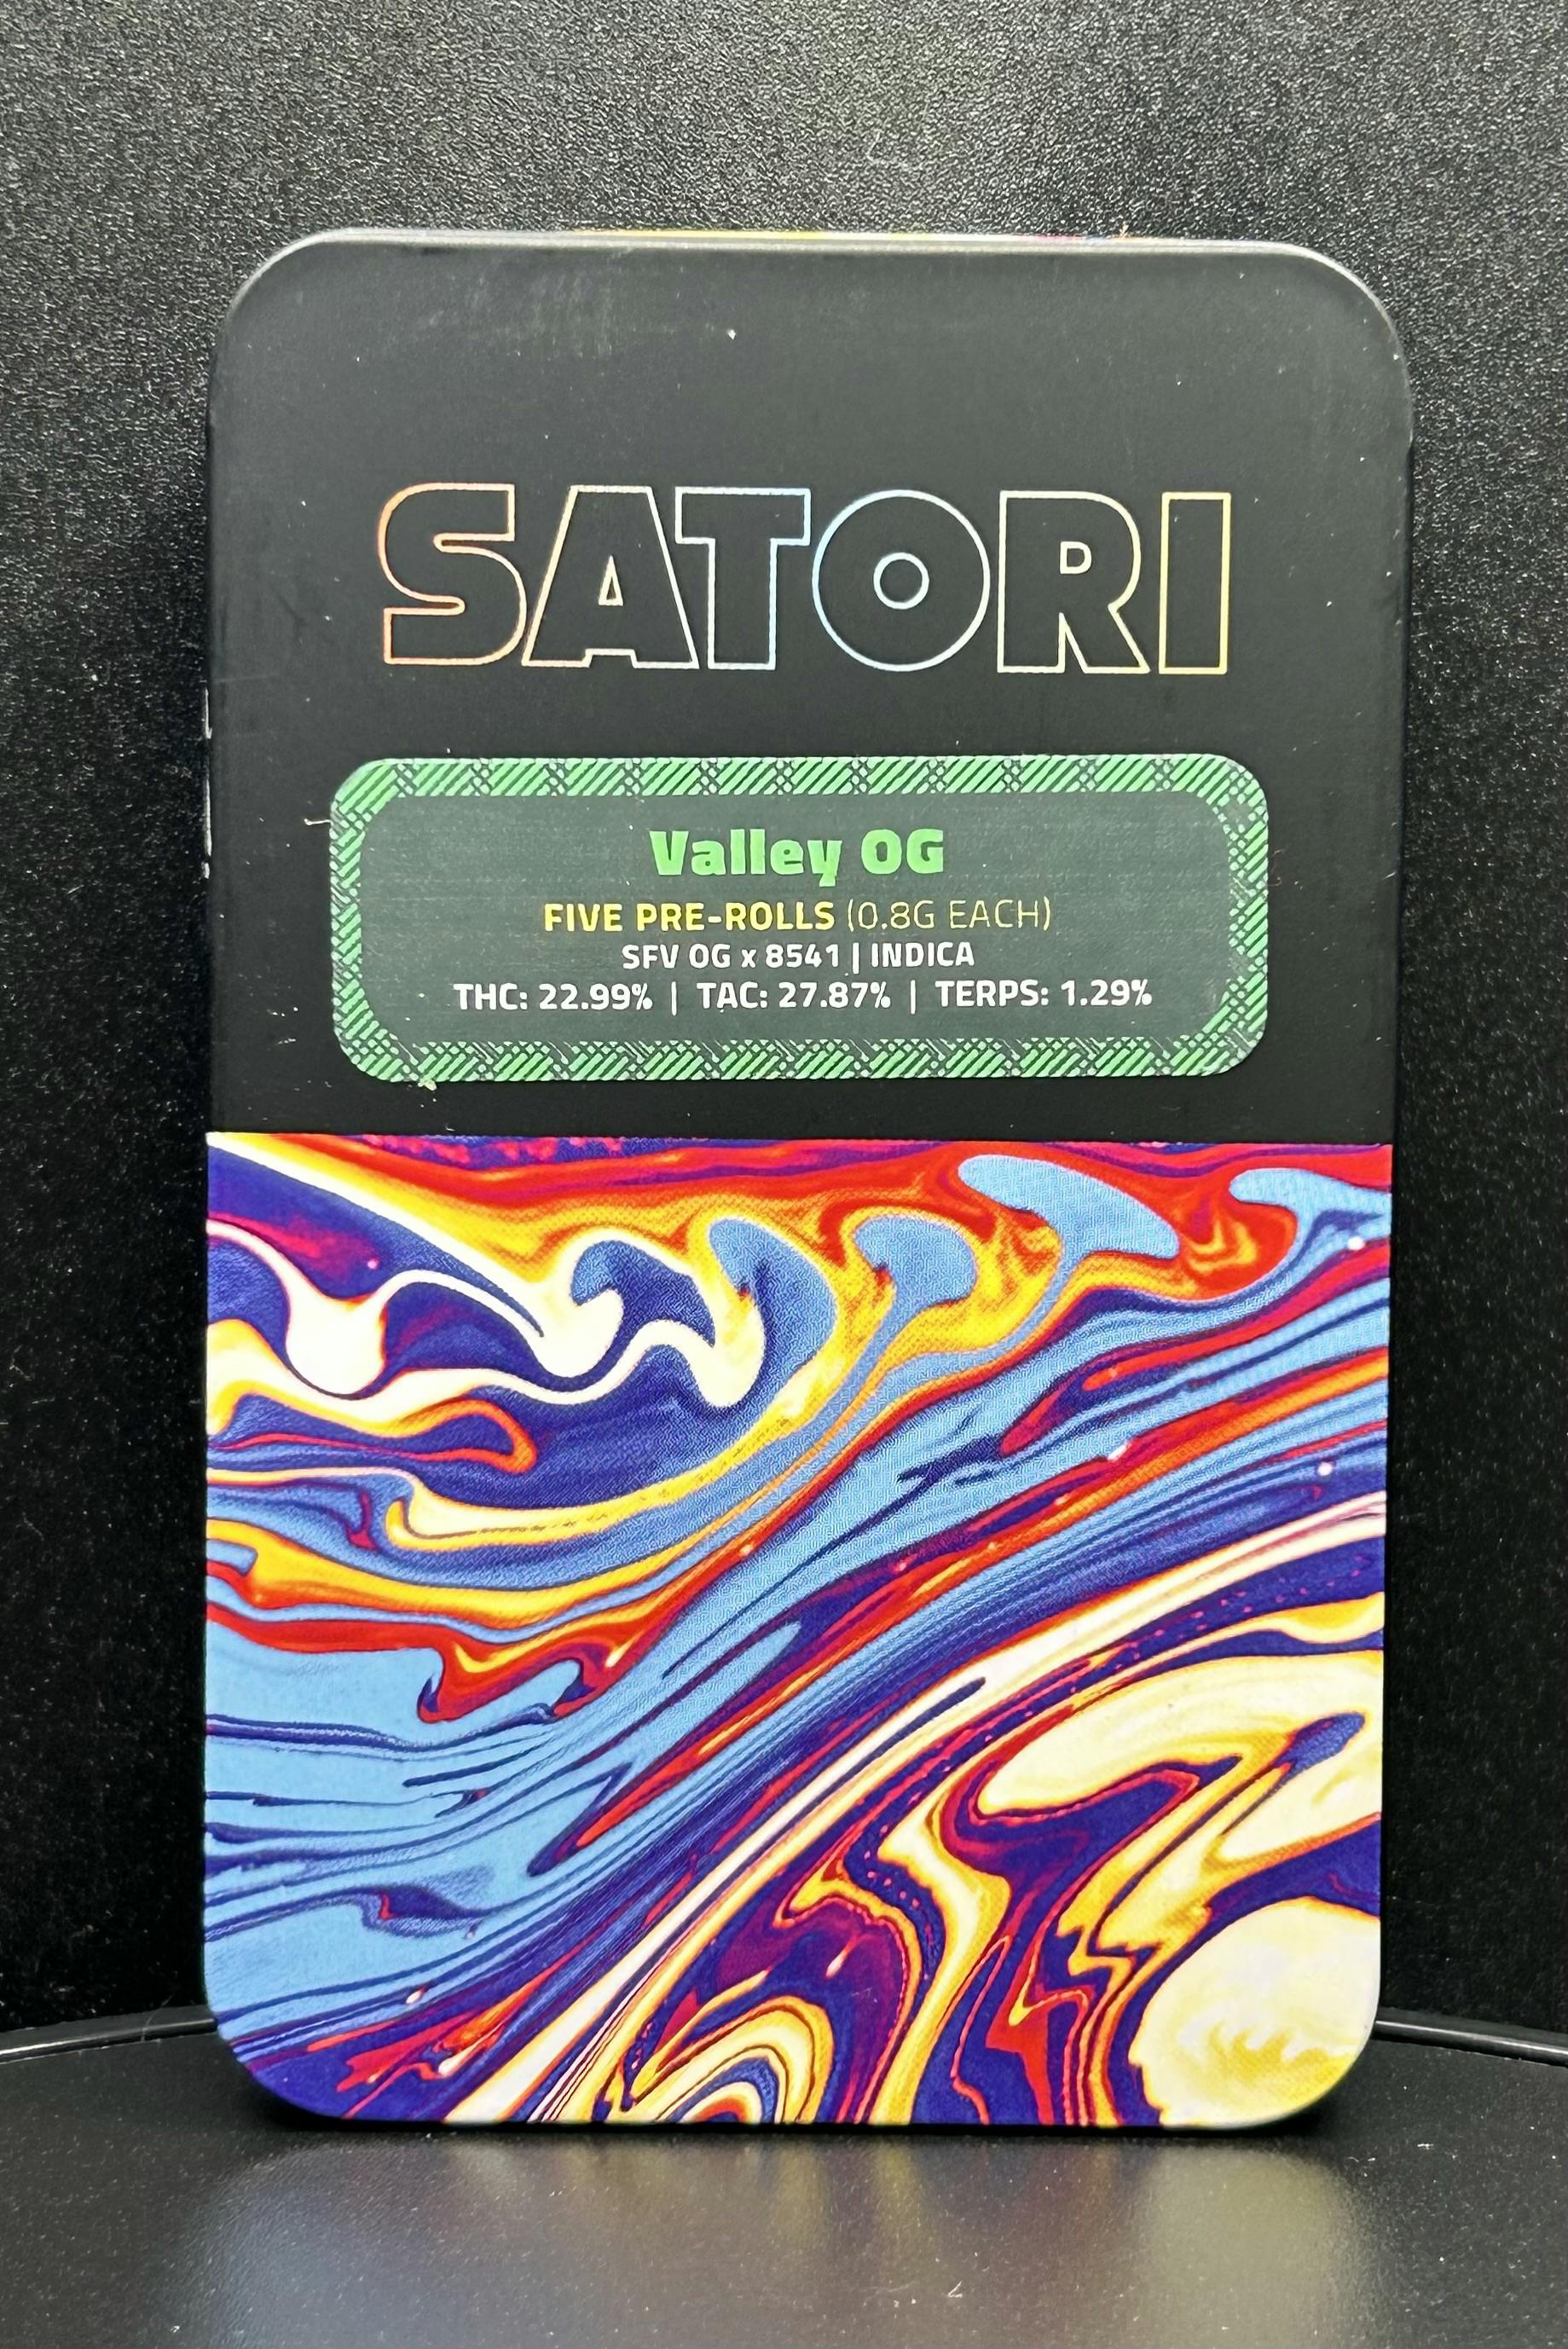 SATORI
Valley OG
FIVE PRE-ROLLS (0.8G EACH)
SFV OG x 8541 | INDICA
THC: 22.99% | TAC: 27.87% | TERPS: 1.29%